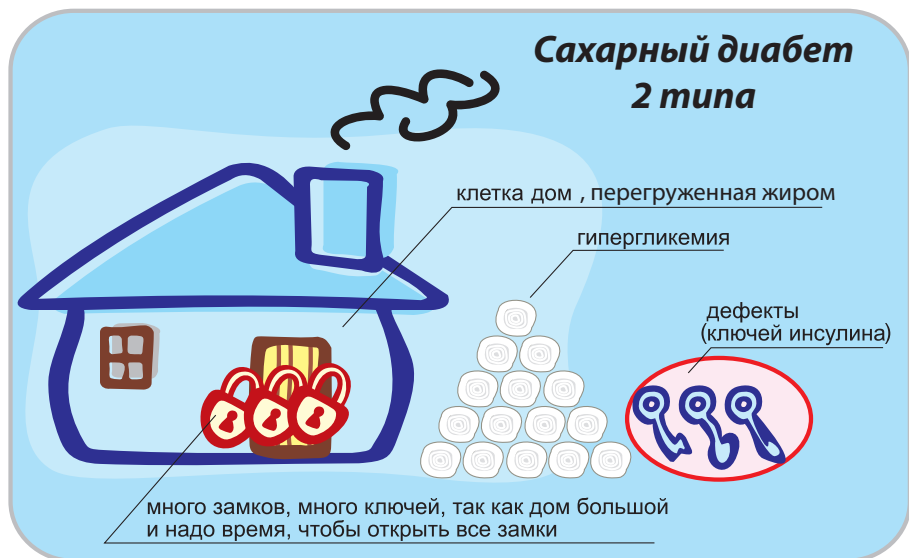 Сахарный диабет
2 типа
клетка дом , перегруженная жиром
гипергликемия
дефекты
(ключей инсулина)
много замков, много ключей, так как дом большой
и надо время, чтобы открыть все замки